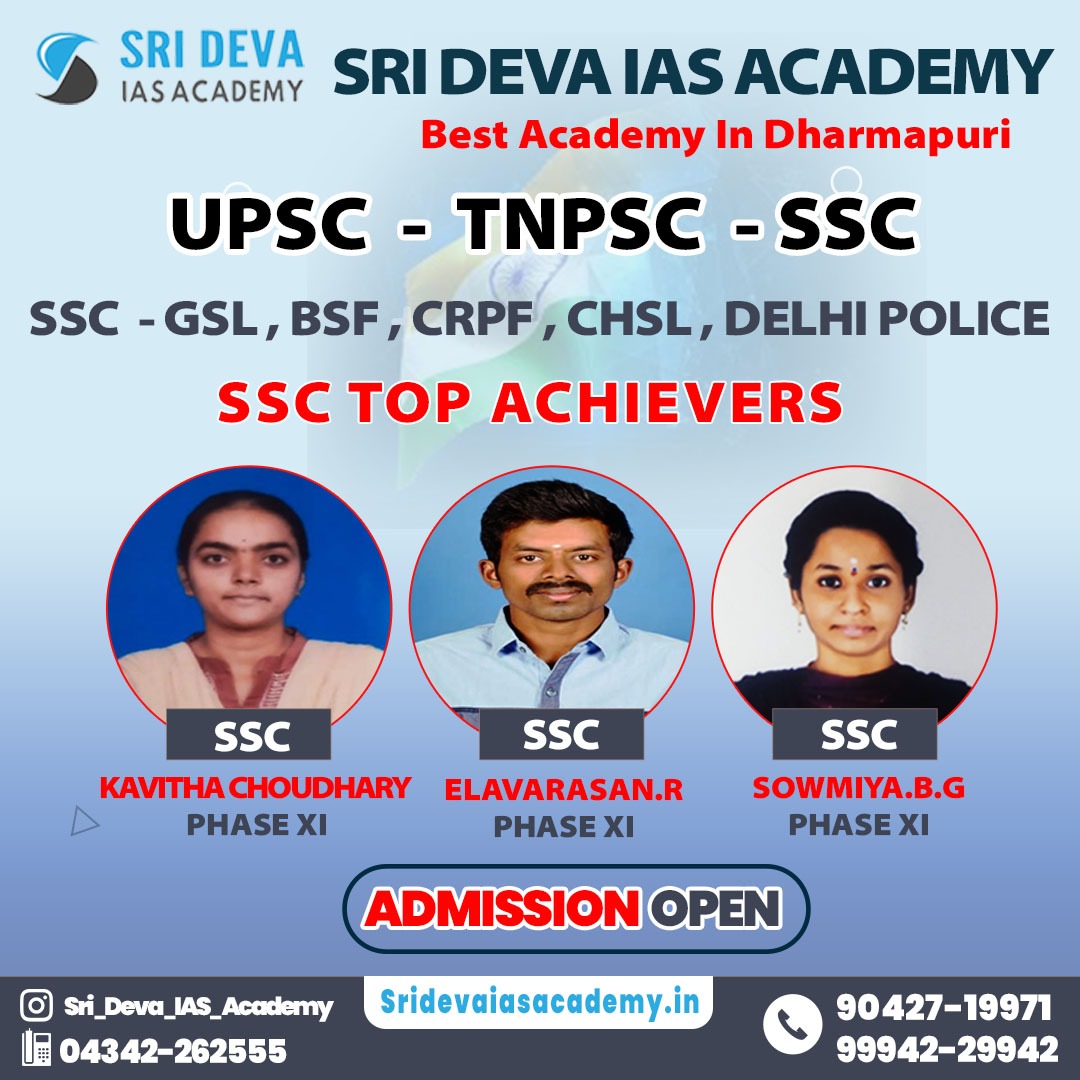 SRI DEVA
IAS ACADEMY
SRI DEVA IAS ACADEMY
Best Academy In Dharmapuri
UPSC - TNPSC - SSC
SSC - GSL , BSF , CRPF , CHSL , DELHI POLICE
SSC TOP ACHIEVERS
SSC
KAVITHA CHOUDHARY
PHASE XI
SSC
ELAVARASAN.R
PHASE XI
SSC
SOWMIYA.B.G
PHASE XI
ADMISSION OPEN
Sri_Deva_IAS_Academy
04342-262555
Sridevaiasacademy.in
90427-19971
99942-29942